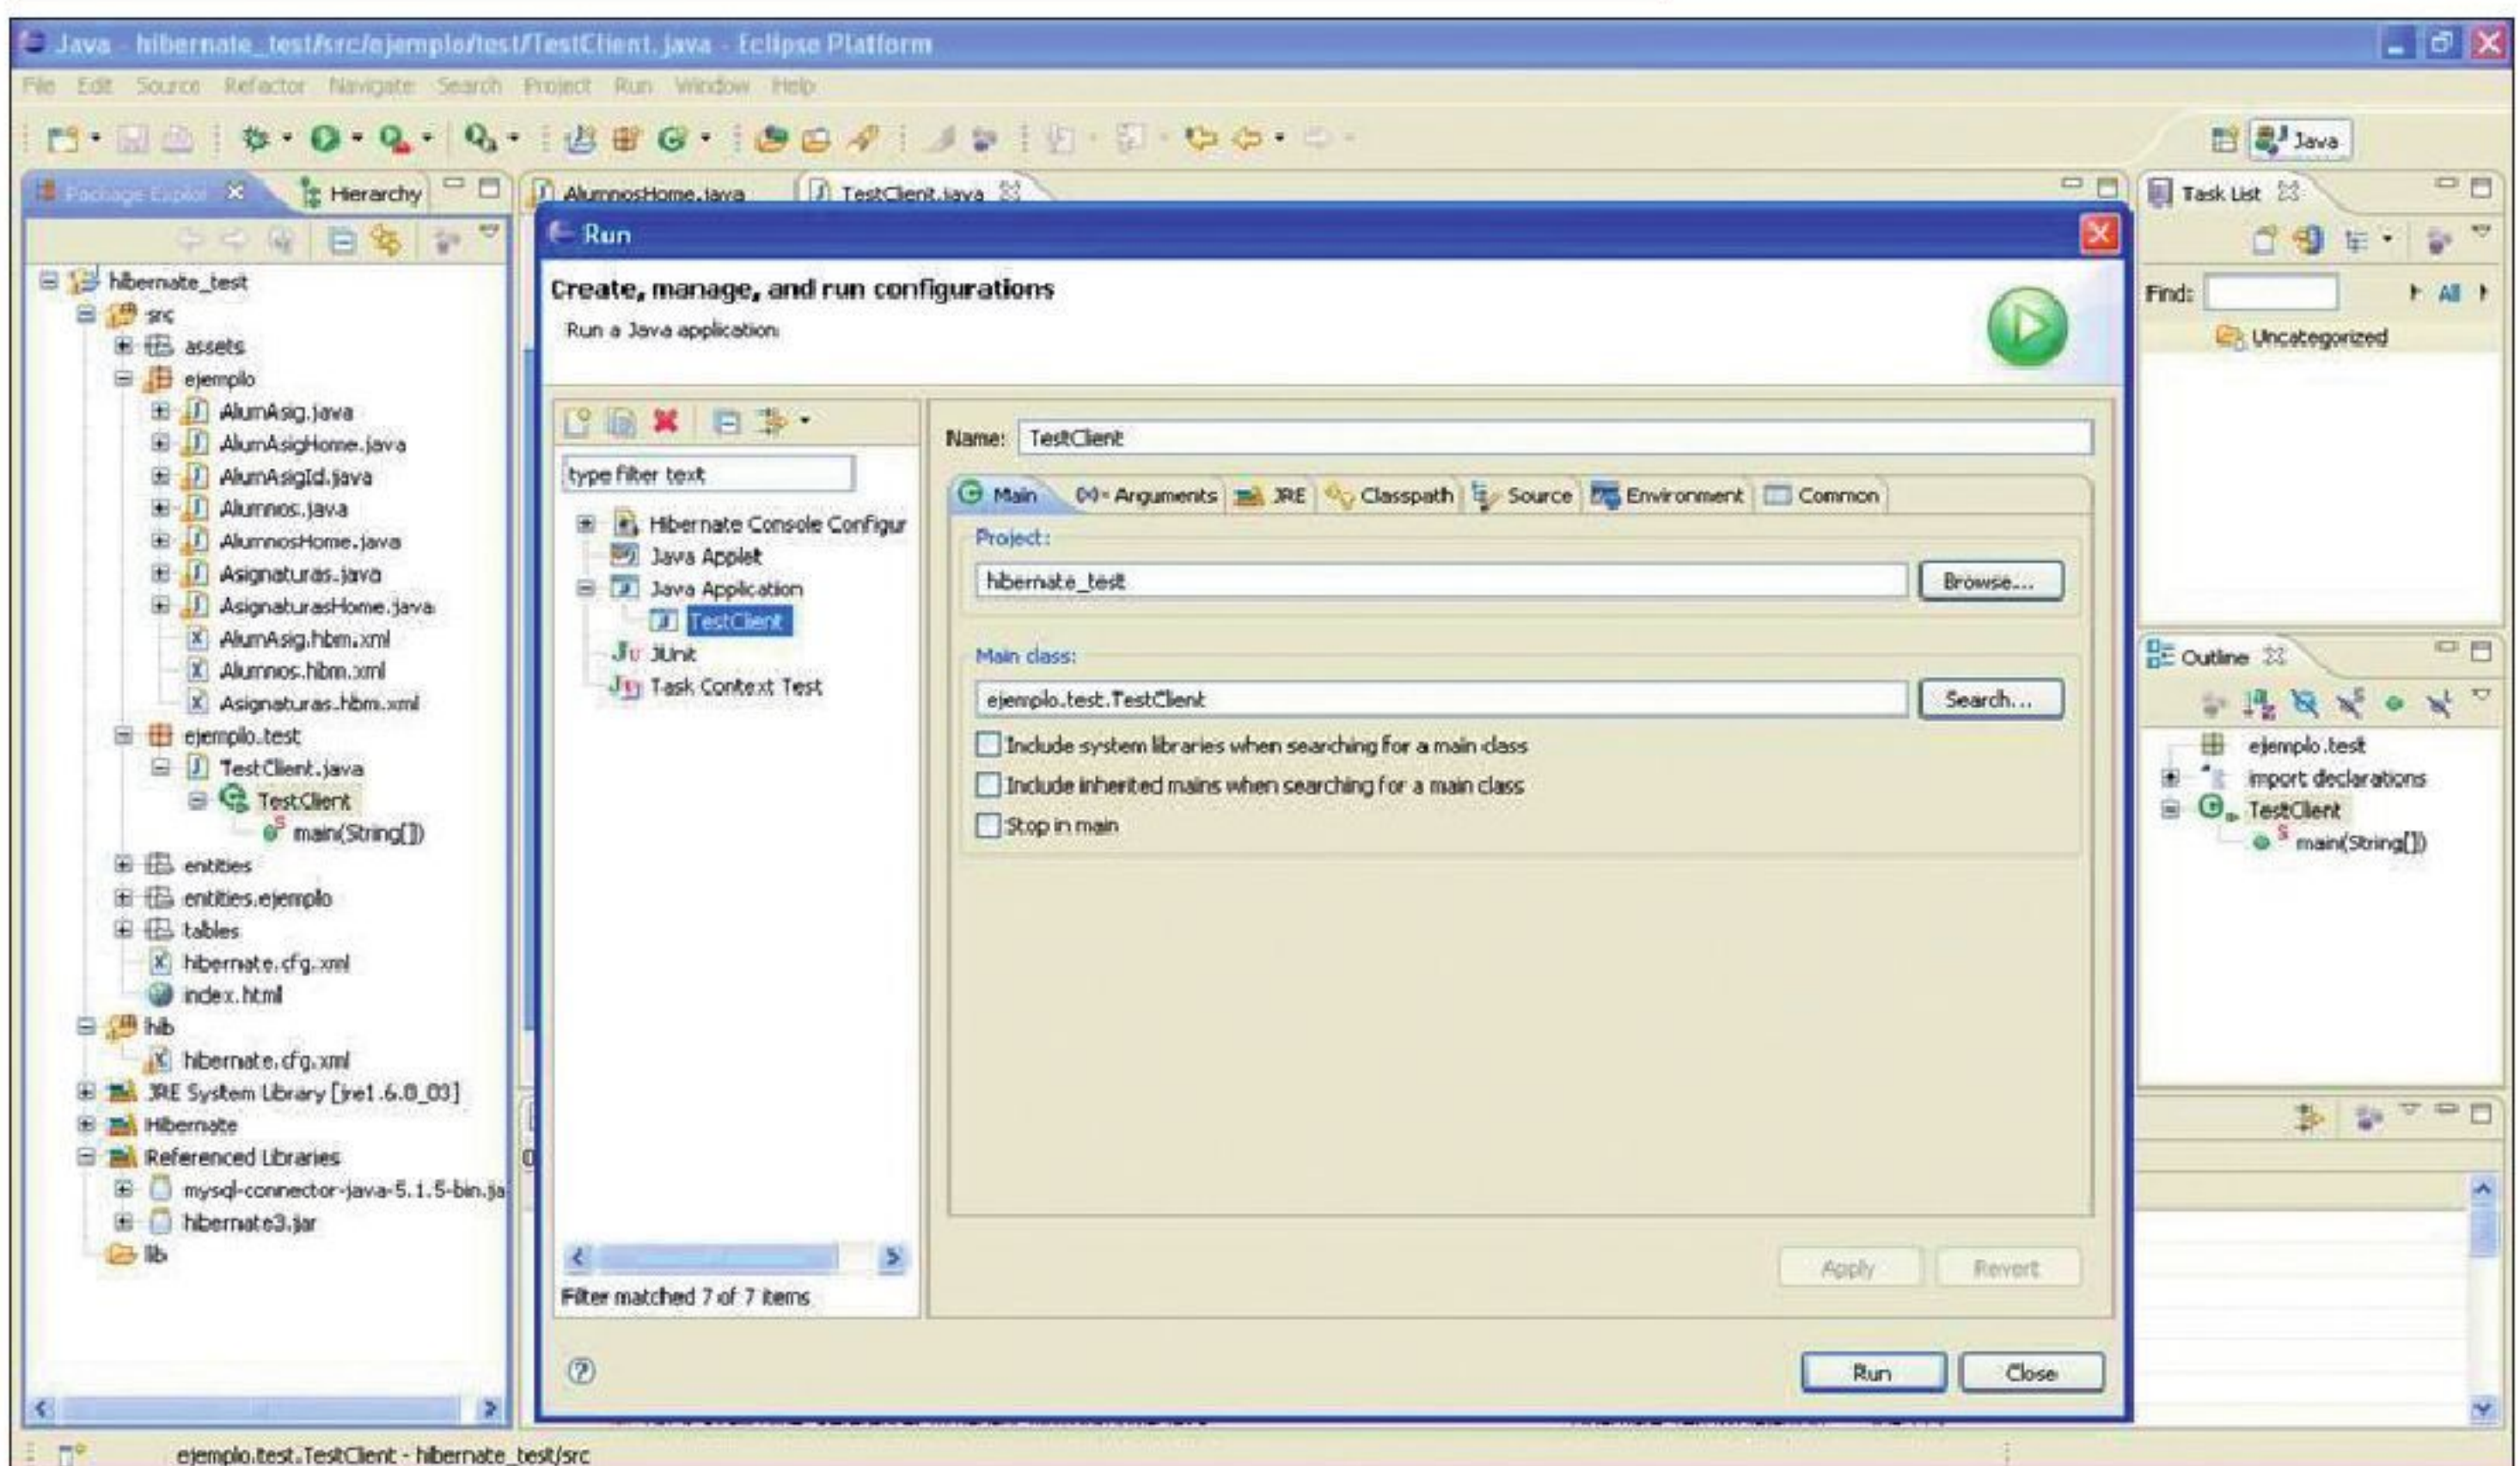 Java - hibernate_test/src/ejemplo/test/TestClient.java - Eclipse Platform
File Edit Source Refactor Navigate Search Project Run Window Help
Java
Package Explor
Hierarchy
hibernate_test
src
assets
ejemplo
AlumAsig.java
AlumAsigHome.java
AlumAsigId.java
Alumnos.java
AlumnosHome.java
Asignaturas.java
AsignaturasHome.java
AlumAsig.hbm.xml
Alumnos.hbm.xml
Asignaturas.hbm.xml
ejemplo.test
TestClient.java
TestClient
main(String[])
entities
entities.ejemplo
tables
hibernate.cfg.xml
index.html
hib
hibernate.cfg.xml
JRE System Library [jre1.6.0_03]
Hibernate
Referenced Libraries
mysql-connector-java-5.1.5-bin.ja
hibernate3.jar
lib
AlumnosHome.java
TestClient.java
Run
Create, manage, and run configurations
Run a Java application
type filter text
Hibernate Console Configur
Java Applet
Java Application
TestClient
JUnit
Task Context Test
Filter matched 7 of 7 items
Name: TestClient
Main (x)= Arguments JRE Classpath Source Environment Common
Project:
hibernate_test Browse...
Main class:
ejemplo.test.TestClient Search...
Include system libraries when searching for a main class
Include inherited mains when searching for a main class
Stop in main
Apply Revert
Run Close
Task List
Find: All
Uncategorized
Outline
ejemplo.test
import declarations
TestClient
main(String[])
ejemplo.test.TestClient - hibernate_test/src